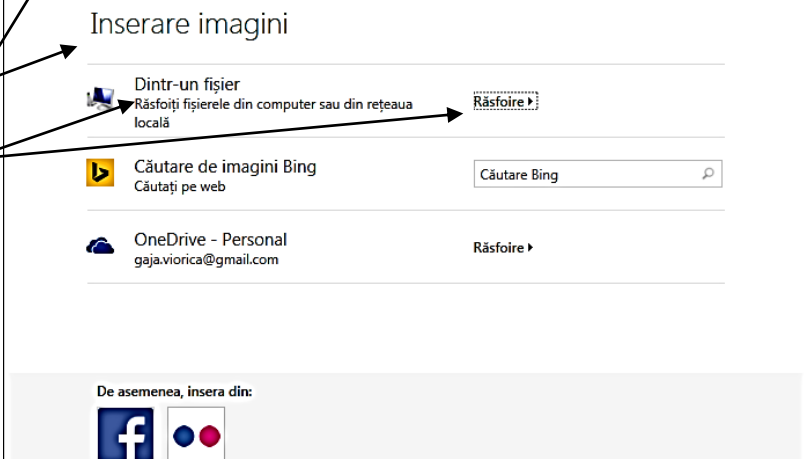 Inserare imagini
Dintr-un fișier
Răsfoiți fișierele din computer sau din rețeaua
locală
Răsfoire
Căutare de imagini Bing
Căutați pe web
Căutare Bing
OneDrive - Personal
gaja.viorica@gmail.com
Răsfoire
De asemenea, insera din: